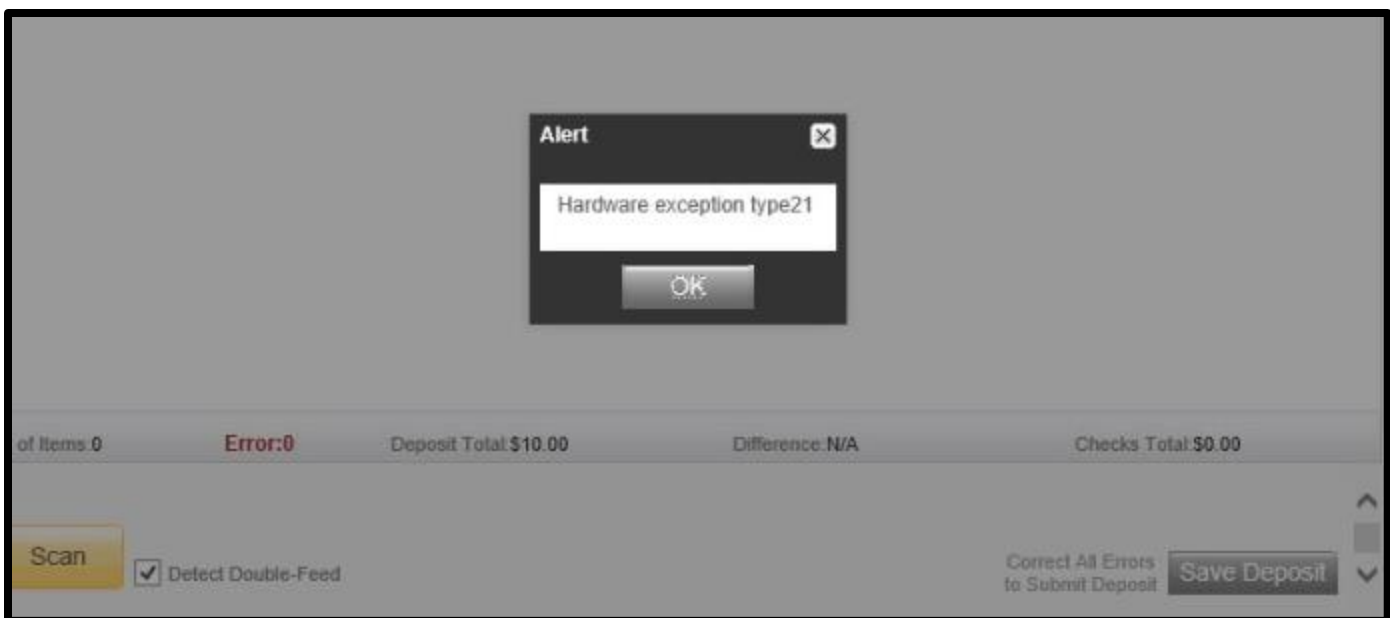 Alert
Hardware exception type21
OK
of Items:0 Error:0 Deposit Total:$10.00 Difference:N/A Checks Total:$0.00
Scan
Detect Double-Feed
Correct All Errors
to Submit Deposit
Save Deposit